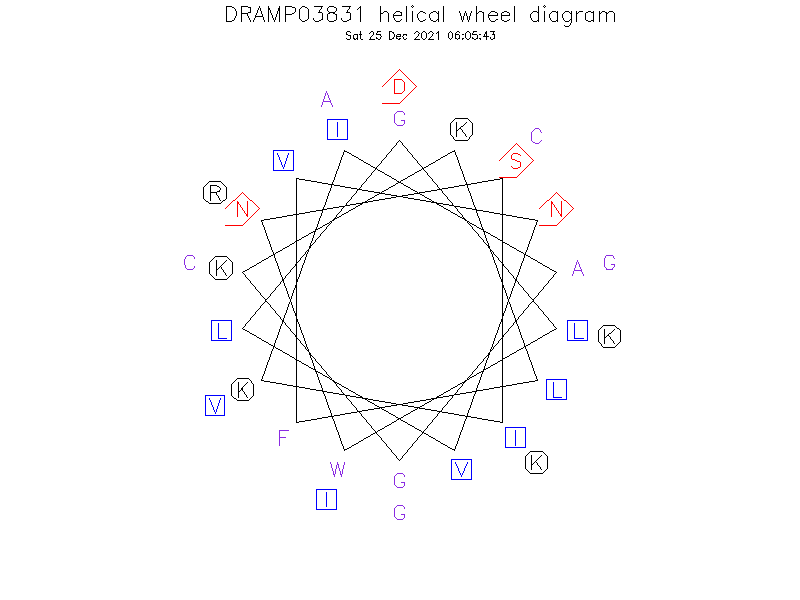 DRAMP03831 helical wheel diagram
Sat 25 Dec 2021 06:05:43
D
A
G
I
K
C
V
S
R
N
N
C
K
A
G
L
L
K
V
K
L
F
I
K
W
V
G
I
G